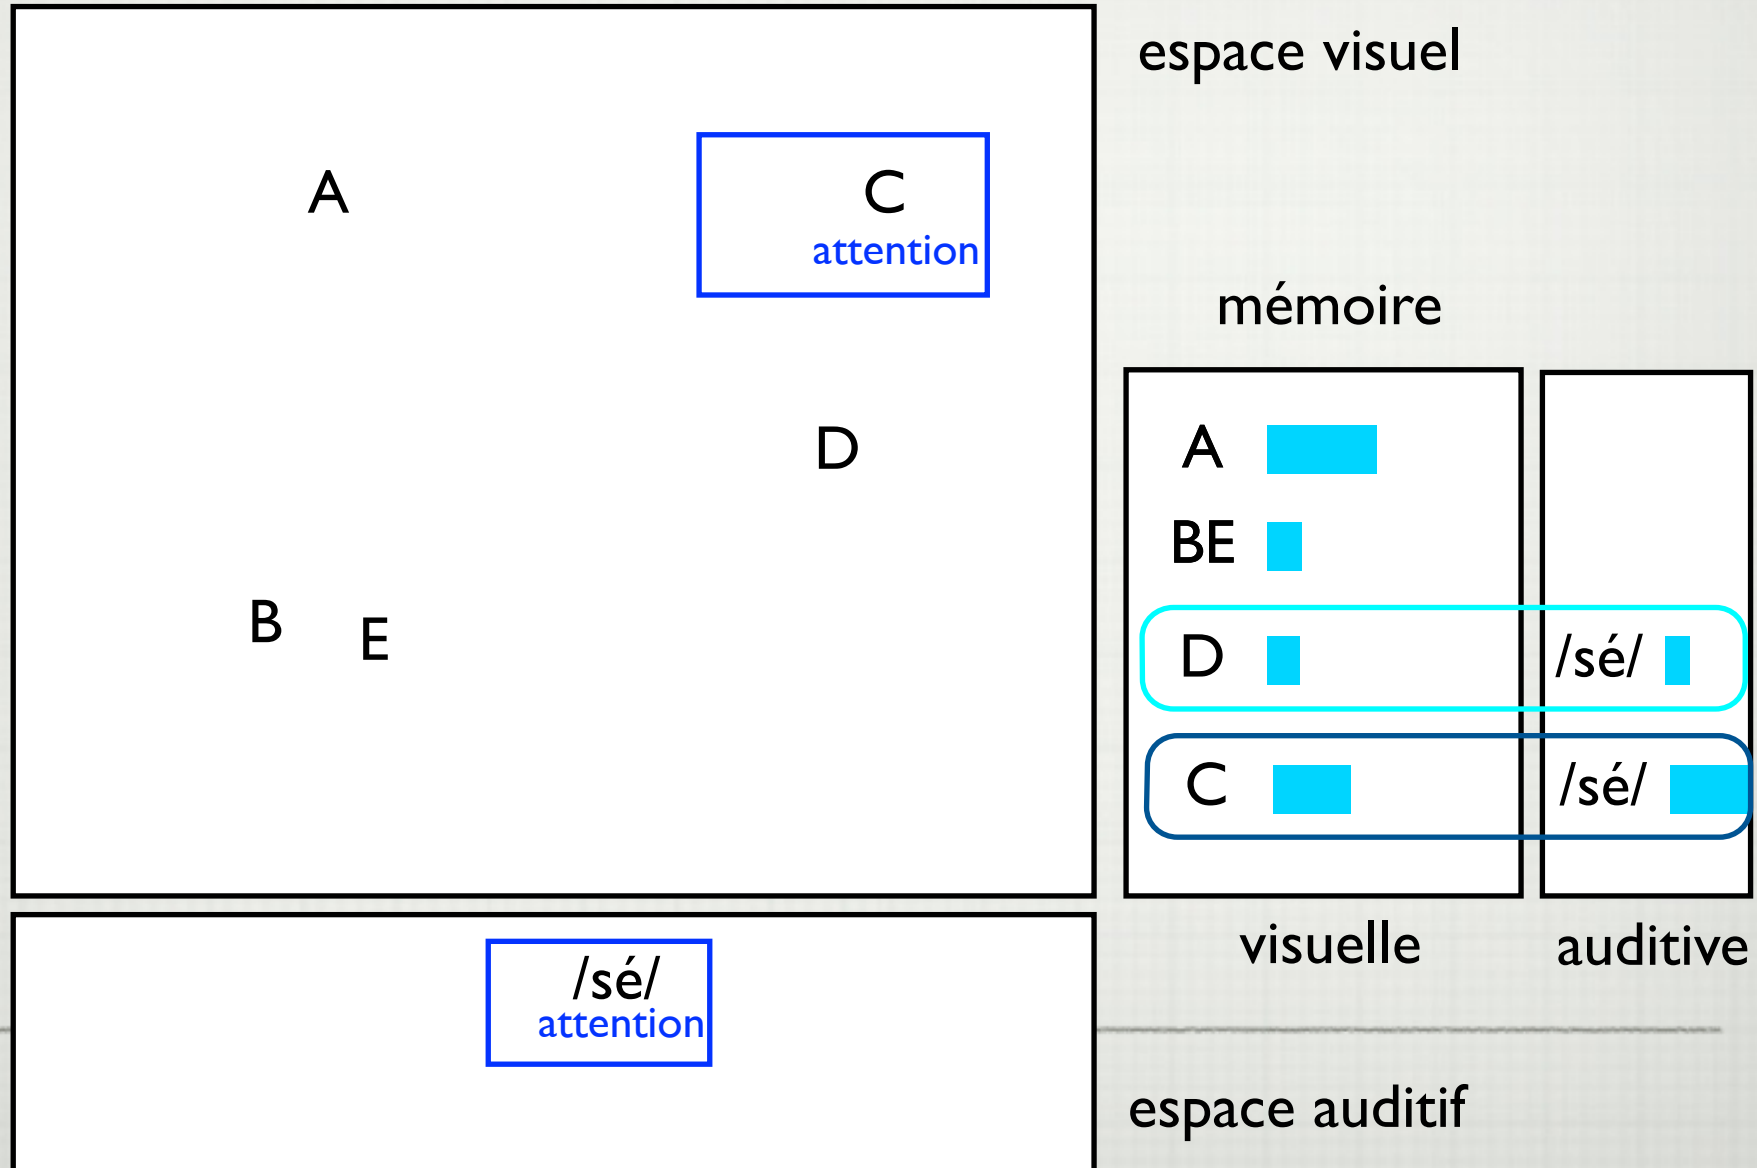 espace visuel
A
C
attention
mémoire
D
A
BE
B
E
D /sé/
C /sé/
visuelle
auditive
/sé/
attention
espace auditif